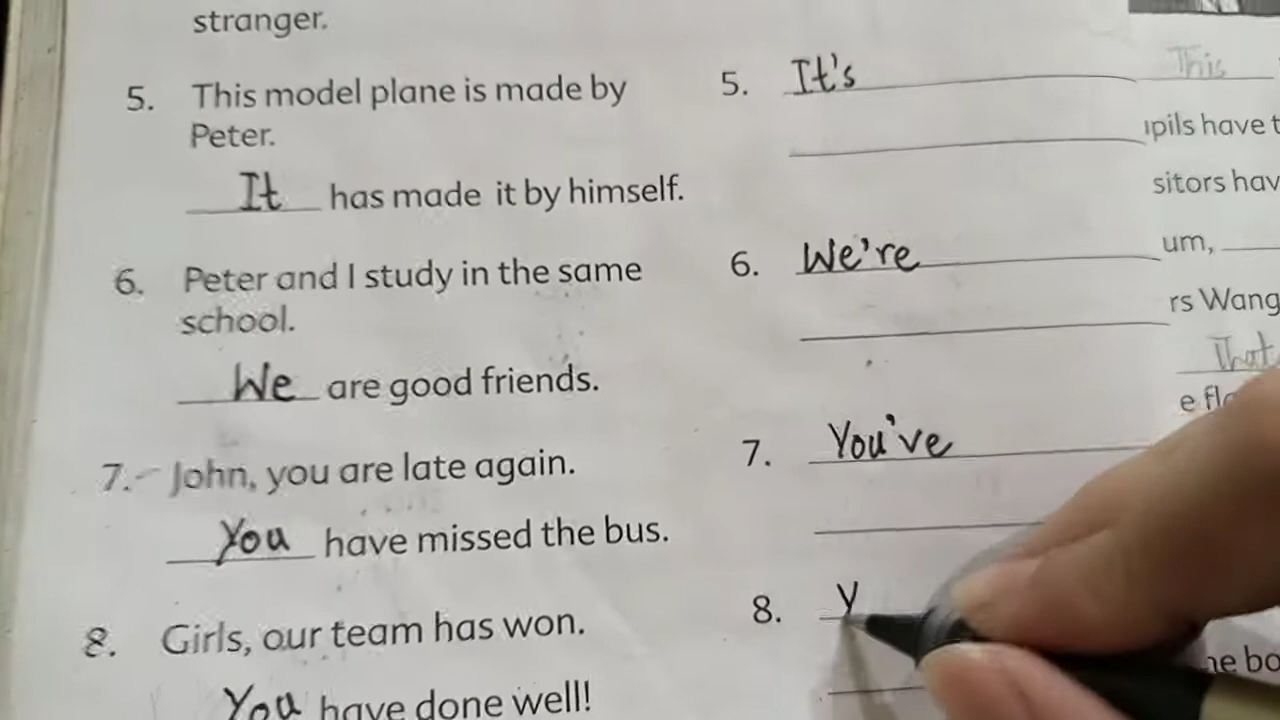 stranger.
5. This model plane is made by
Peter.
It has made it by himself.
6. Peter and I study in the same
school.
We are good friends.
7. John, you are late again.
You have missed the bus.
8. Girls, our team has won.
You have done well!
5. It's
6. We're
7. You've
8. Y
This
pils have t
sitors hav
um,
rs Wang
That
e flo
e bo